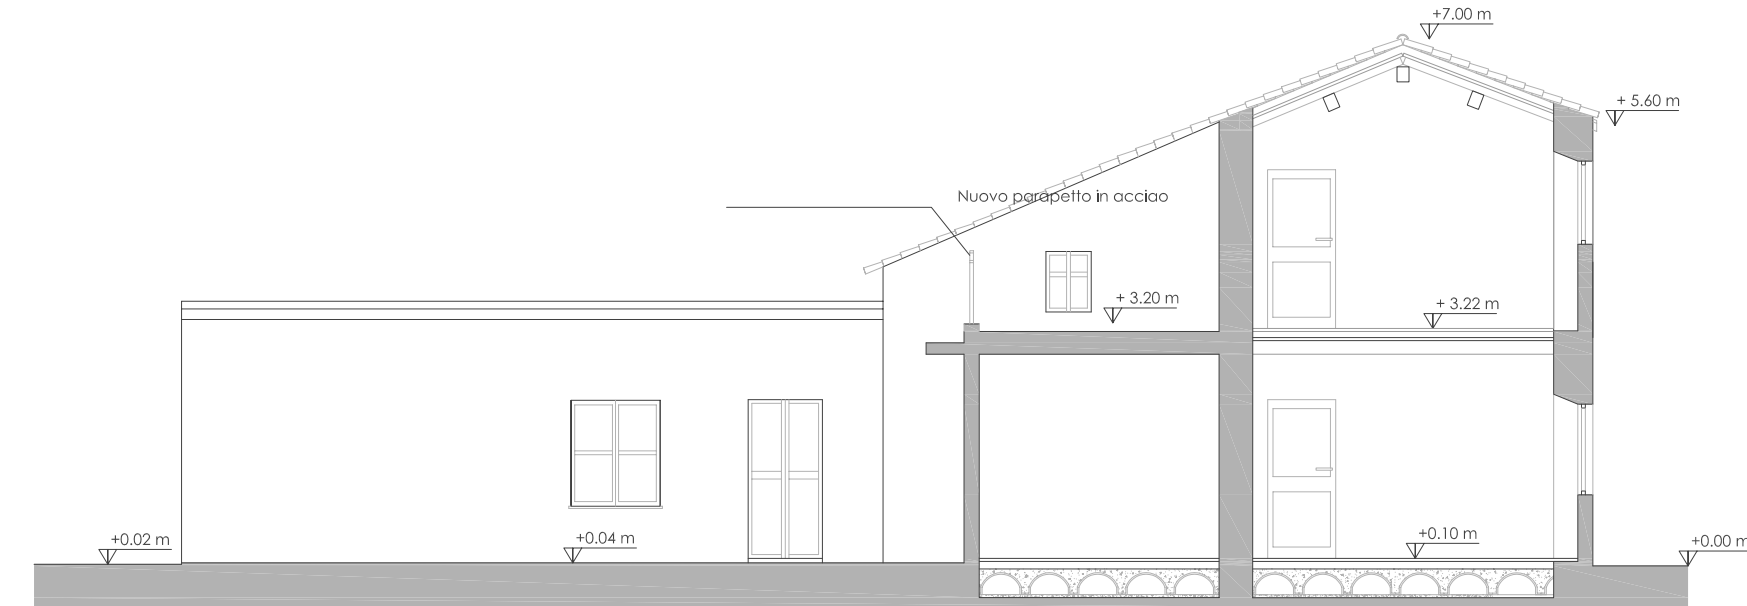 +7.00 m
+ 5.60 m
Nuovo parapetto in acciao
+ 3.20 m
+ 3.22 m
+0.02 m
+0.04 m
+0.10 m
+0.00 m